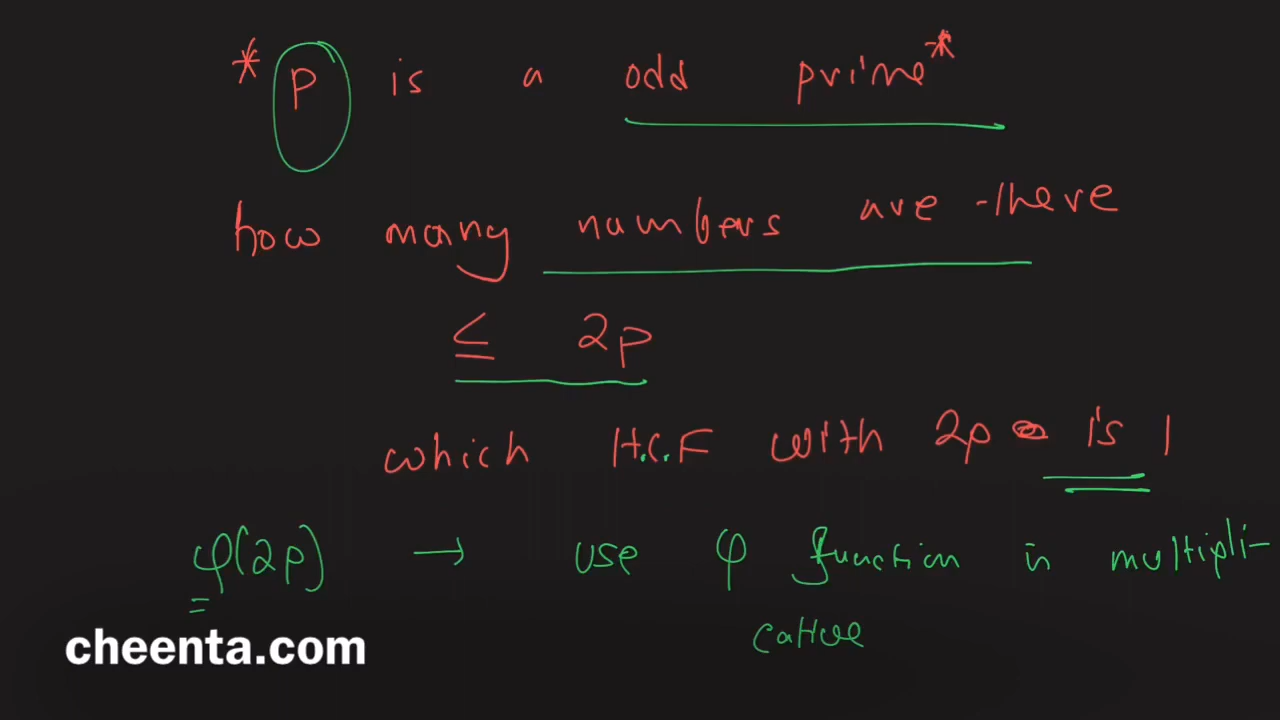 * p is a odd prime*
how many numbers are there
≤ 2p
which H.C.F with 2p is 1
φ(2p) → use φ function is multipli-
cative
cheenta.com